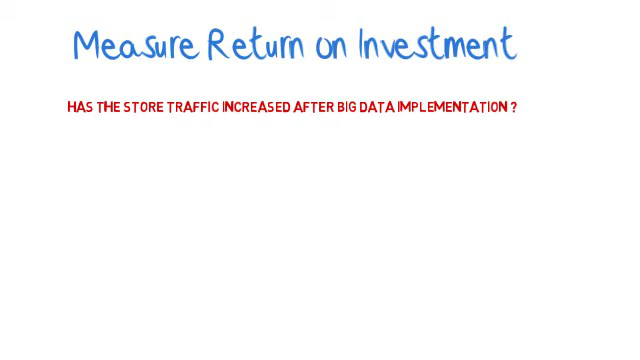 Measure Return on Investment
HAS THE STORE TRAFFIC INCREASED AFTER BIG DATA IMPLEMENTATION ?